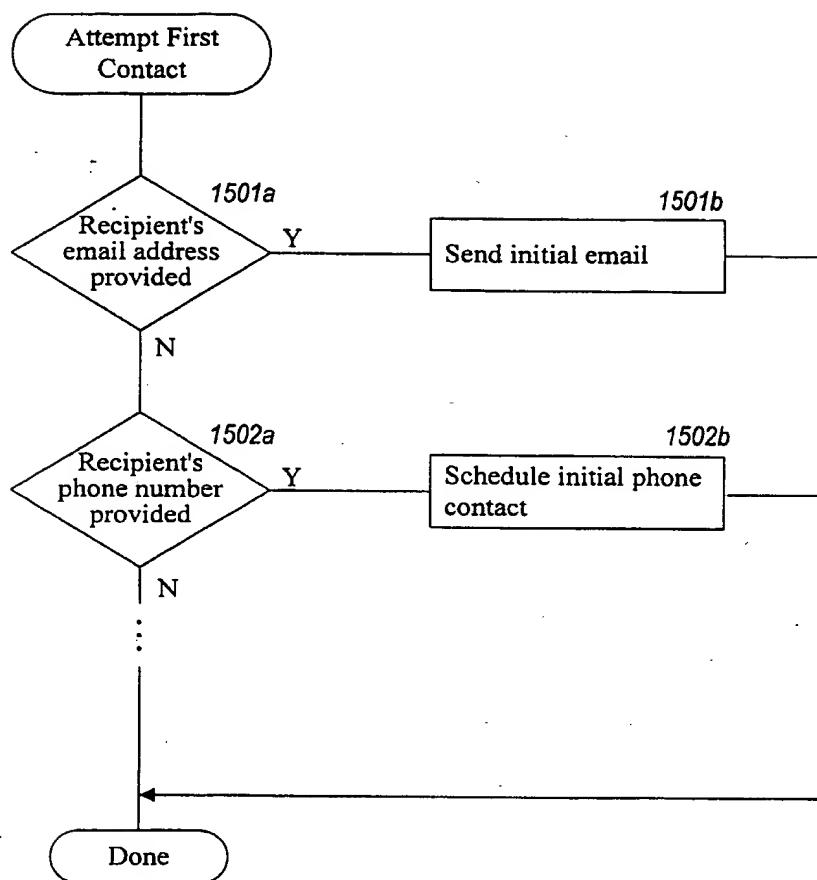 Attempt First
Contact
1501a
Recipient's
email address
provided
Y
N
1501b
Send initial email
1502a
Recipient's
phone number
provided
Y
N
1502b
Schedule initial phone
contact
Done